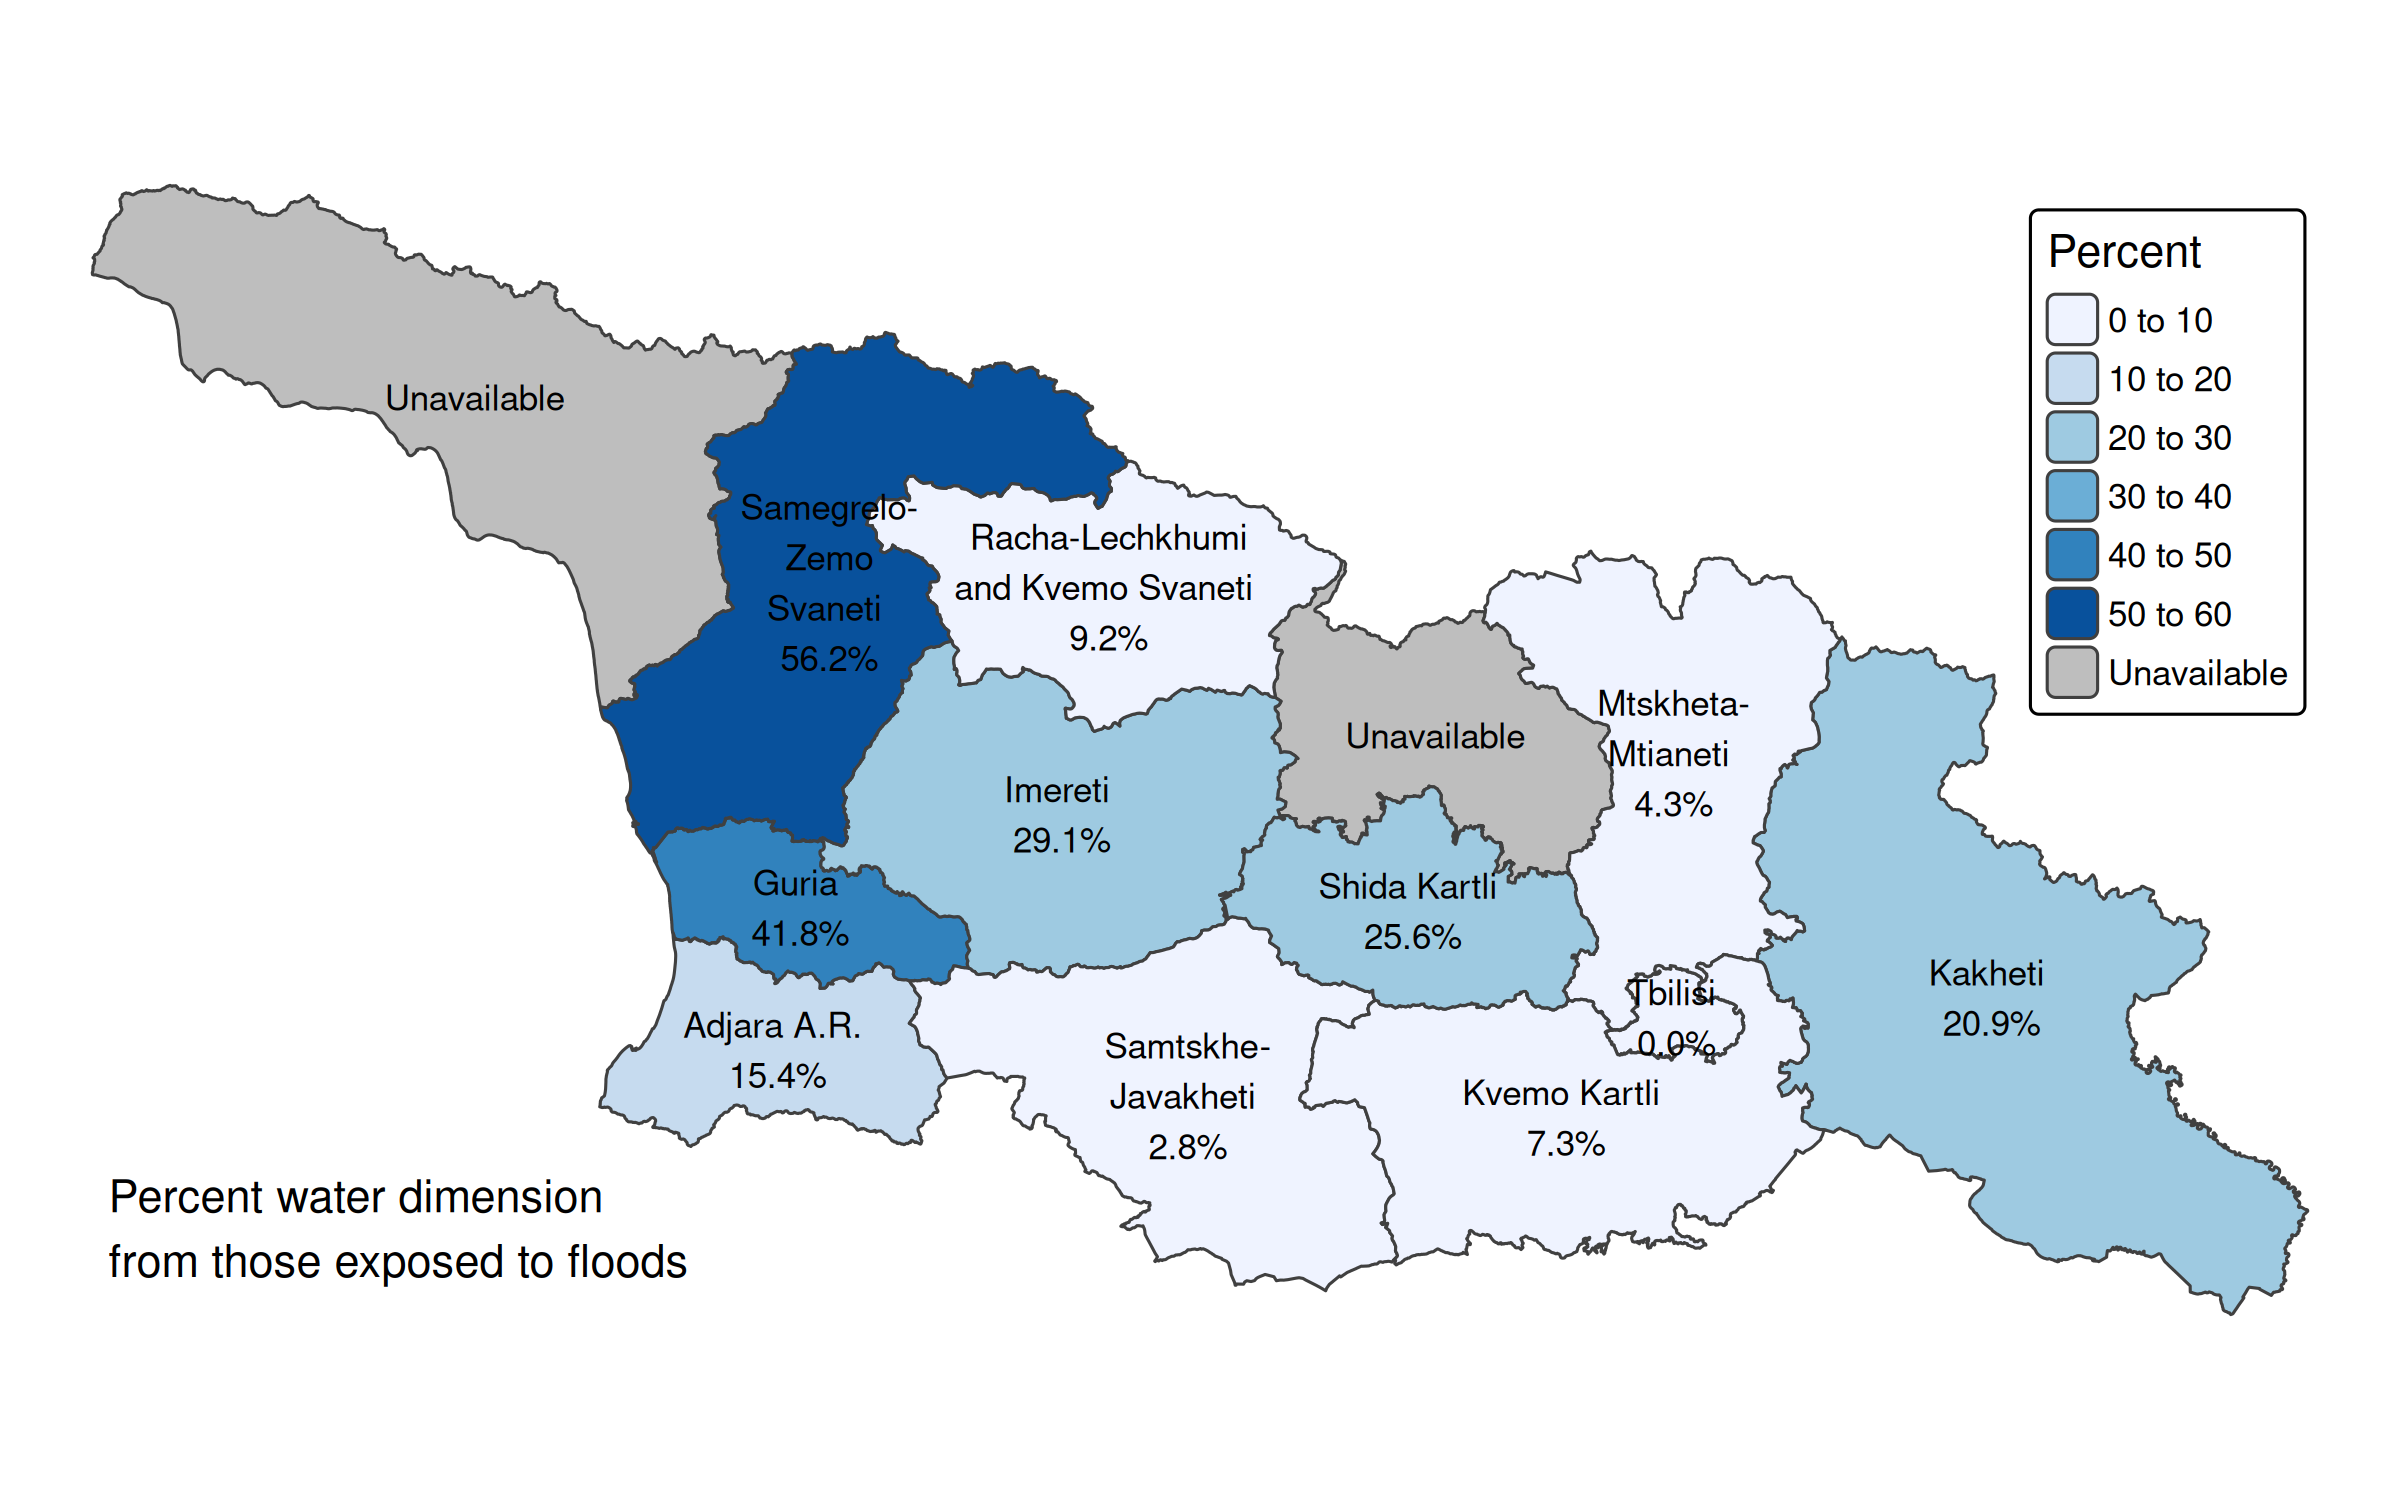 Percent
0 to 10
10 to 20
20 to 30
30 to 40
40 to 50
50 to 60
Unavailable
Unavailable
Samegrelo-
Zemo
Svaneti
56.2%
Racha-Lechkhumi
and Kvemo Svaneti
9.2%
Unavailable
Mtskheta-
Mtianeti
4.3%
Imereti
29.1%
Guria
41.8%
Shida Kartli
25.6%
Kakheti
20.9%
Tbilisi
0.0%
Adjara A.R.
15.4%
Samtskhe-
Javakheti
2.8%
Kvemo Kartli
7.3%
Percent water dimension
from those exposed to floods